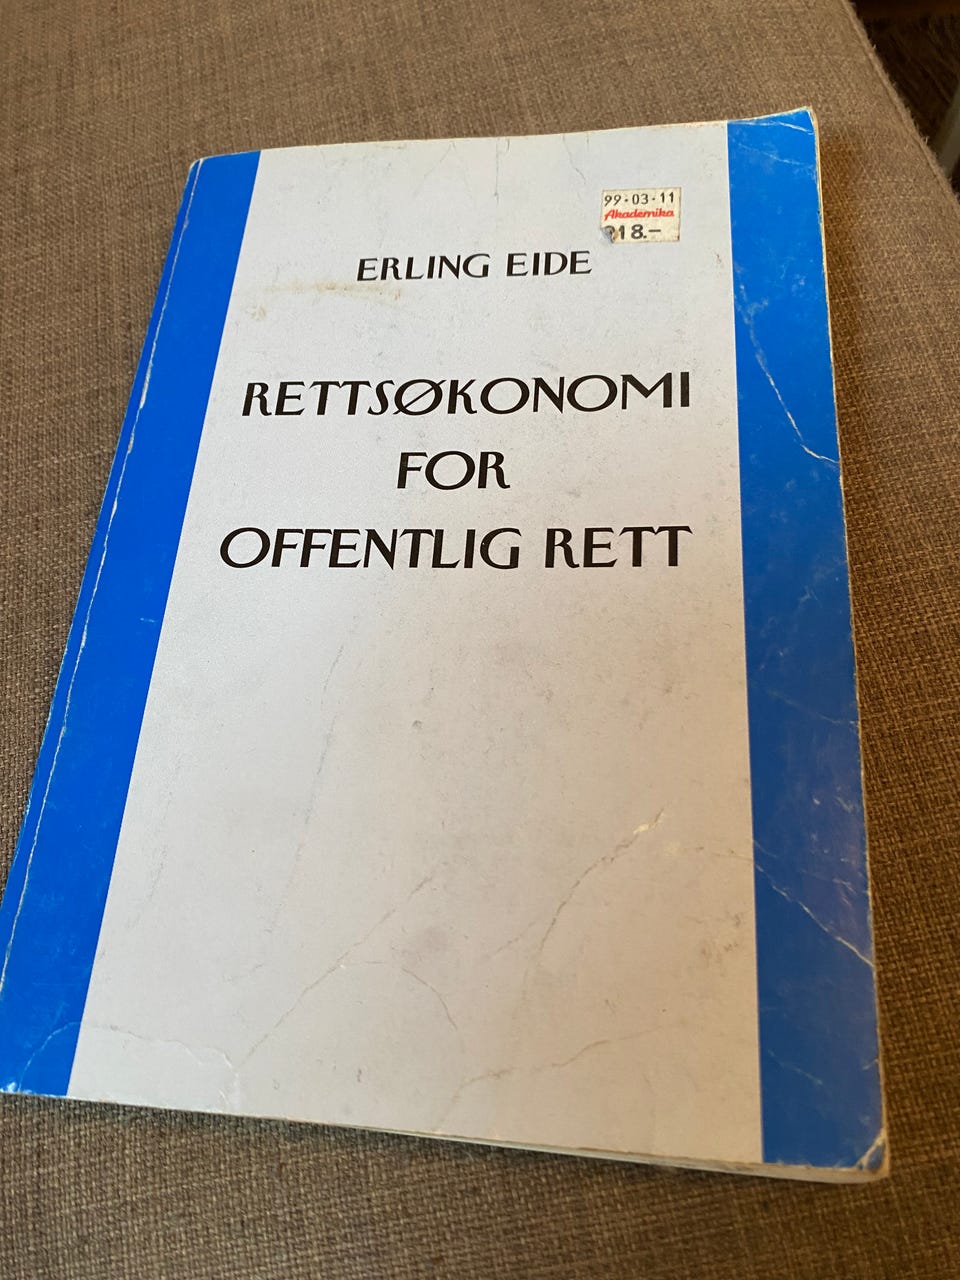 99-03-11
Akademika
ERLING EIDE
RETTSØKONOMI
FOR
OFFENTLIG RETT